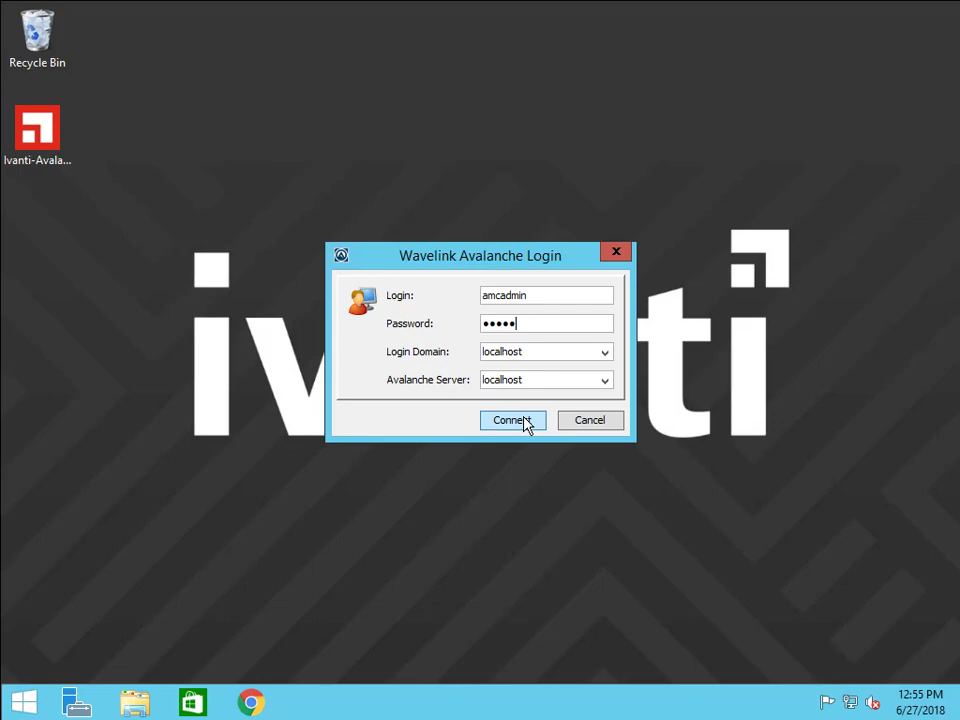 Recycle Bin
Ivanti-Avala...
ivanti
Wavelink Avalanche Login
Login: amcadmin
Password: •••••
Login Domain: localhost
Avalanche Server: localhost
Connect Cancel
12:55 PM
6/27/2018